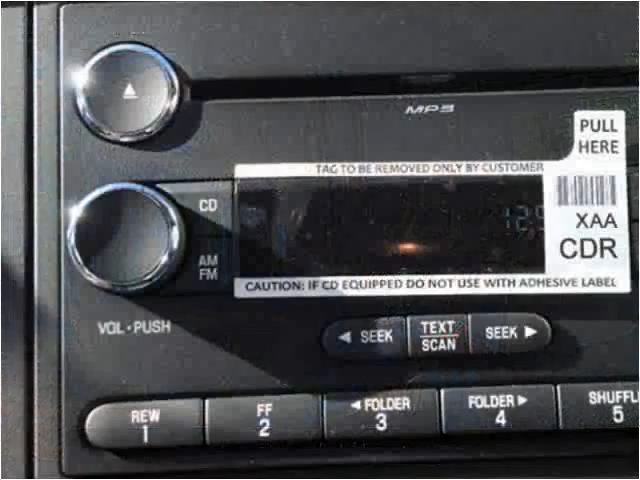 MP3
PULL
HERE
TAG TO BE REMOVED ONLY BY CUSTOMER
CD
XAA
CDR
AM
FM
CAUTION: IF CD EQUIPPED DO NOT USE WITH ADHESIVE LABEL
VOL • PUSH
◀ SEEK
TEXT
SCAN
SEEK ▶
REW
1
FF
2
◀ FOLDER
3
FOLDER ▶
4
5